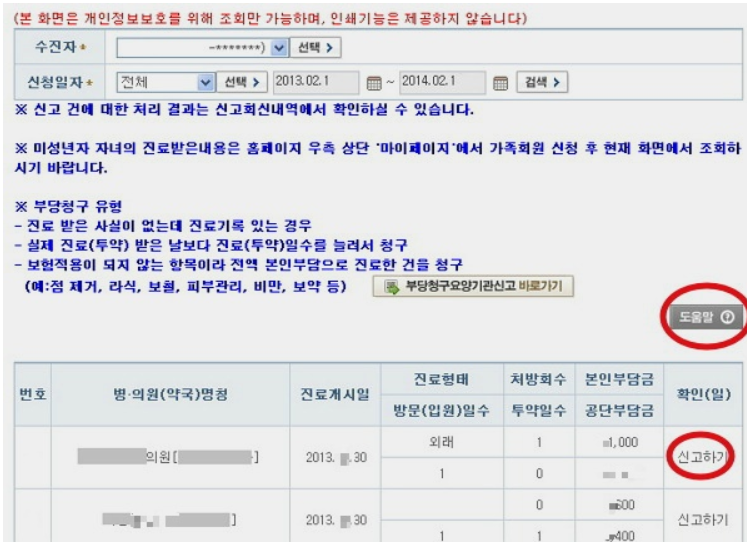 (본 화면은 개인정보보호를 위해 조회만 가능하며, 인쇄기능은 제공하지 않습니다)
수진자* -*******) 선택 >
신청일자* 전체 선택 > 2013.02.1 ~ 2014.02.1 검색 >
※ 신고 건에 대한 처리 결과는 신고회신내역에서 확인하실 수 있습니다.
※ 미성년자 자녀의 진료받은내용은 홈페이지 우측 상단 '마이페이지'에서 가족회원 신청 후 현재 화면에서 조회하
시기 바랍니다.
※ 부당청구 유형
- 진료 받은 사실이 없는데 진료기록 있는 경우
- 실제 진료(투약) 받은 날보다 진료(투약)일수를 늘려서 청구
- 보험적용이 되지 않는 항목이라 전액 본인부담으로 진료한 건을 청구
(예:점 제거, 라식, 보철, 피부관리, 비만, 보약 등) 부당청구요양기관신고 바로가기
도움말 ?
번호 병·의원(약국)명칭 진료개시일 진료형태 처방회수 본인부담금 확인(일)
방문(입원)일수 투약일수 공단부담금
의원[ ] 2013. .30 외래 1 1,000 신고하기
1 0
] 2013. .30 0 600 신고하기
1 1 400